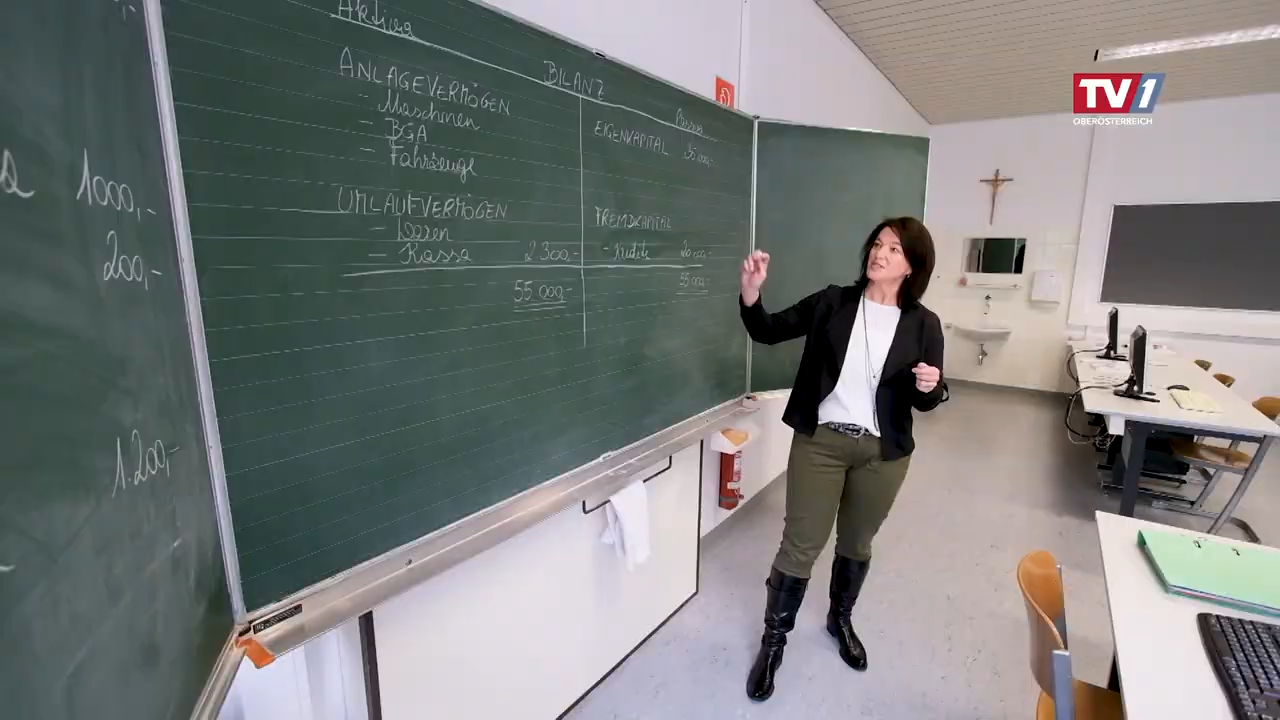 Aktiva
BILANZ
Passiva
ANLAGEVERMÖGEN
- Maschinen
- BGA
- Fahrzeuge
UMLAUFVERMÖGEN
- Waren
- Kassa 2 300,-
55 000,-
EIGENKAPITAL 35 000,-
FREMDKAPITAL
- Kredite 20 000,-
55 000,-
1000,-
200,-
1.200,-
TV1
OBERÖSTERREICH